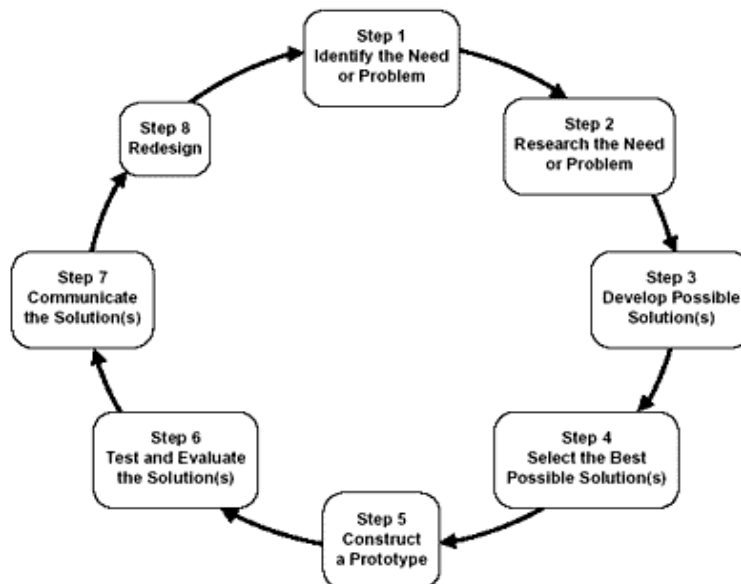 Step 1
Identify the Need
or Problem
Step 2
Research the Need
or Problem
Step 3
Develop Possible
Solution(s)
Step 4
Select the Best
Possible Solution(s)
Step 5
Construct
a Prototype
Step 6
Test and Evaluate
the Solution(s)
Step 7
Communicate
the Solution(s)
Step 8
Redesign